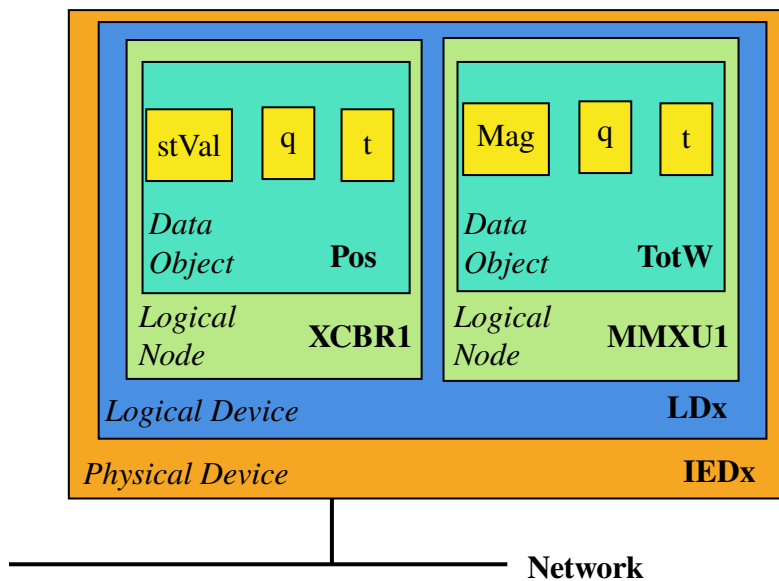 stVal
q
t
Data
Object
Pos
Logical
Node
XCBR1
Mag
q
t
Data
Object
TotW
Logical
Node
MMXU1
Logical Device
LDx
Physical Device
IEDx
Network